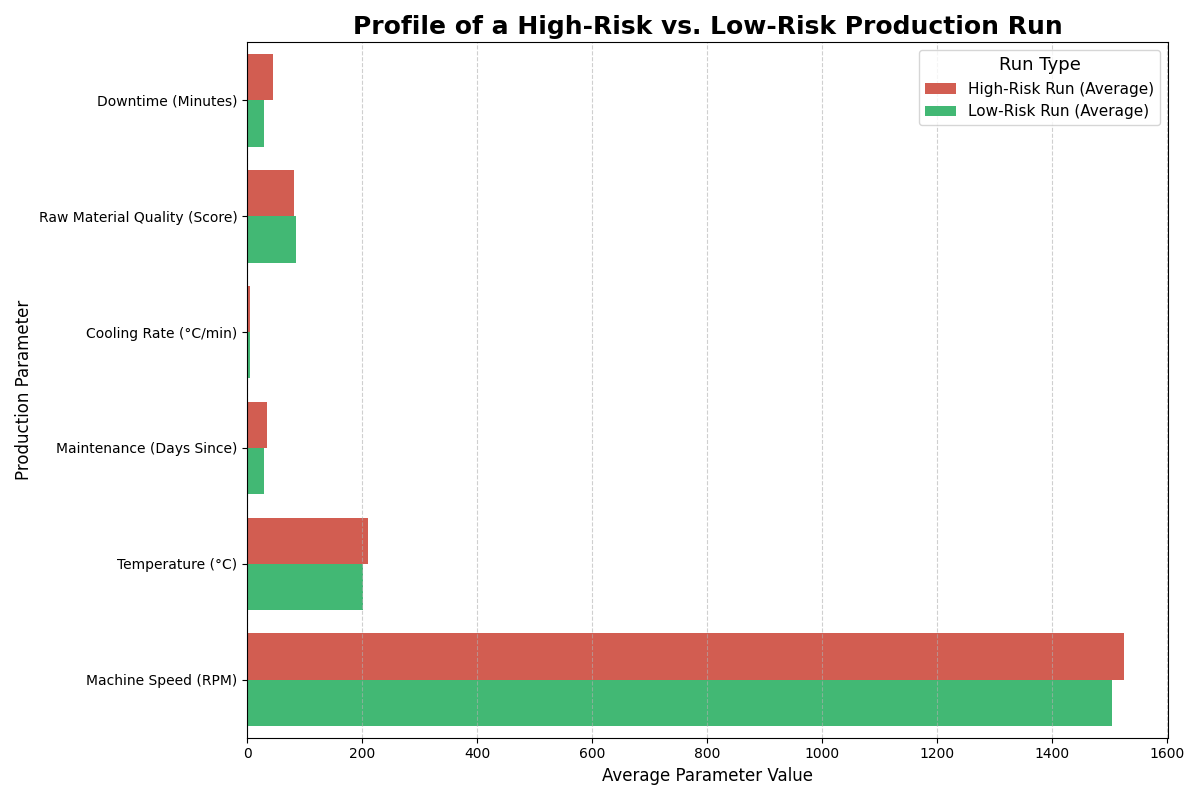 Profile of a High-Risk vs. Low-Risk Production Run
Run Type
High-Risk Run (Average)
Low-Risk Run (Average)
Production Parameter
Downtime (Minutes)
Raw Material Quality (Score)
Cooling Rate (°C/min)
Maintenance (Days Since)
Temperature (°C)
Machine Speed (RPM)
0 200 400 600 800 1000 1200 1400 1600
Average Parameter Value